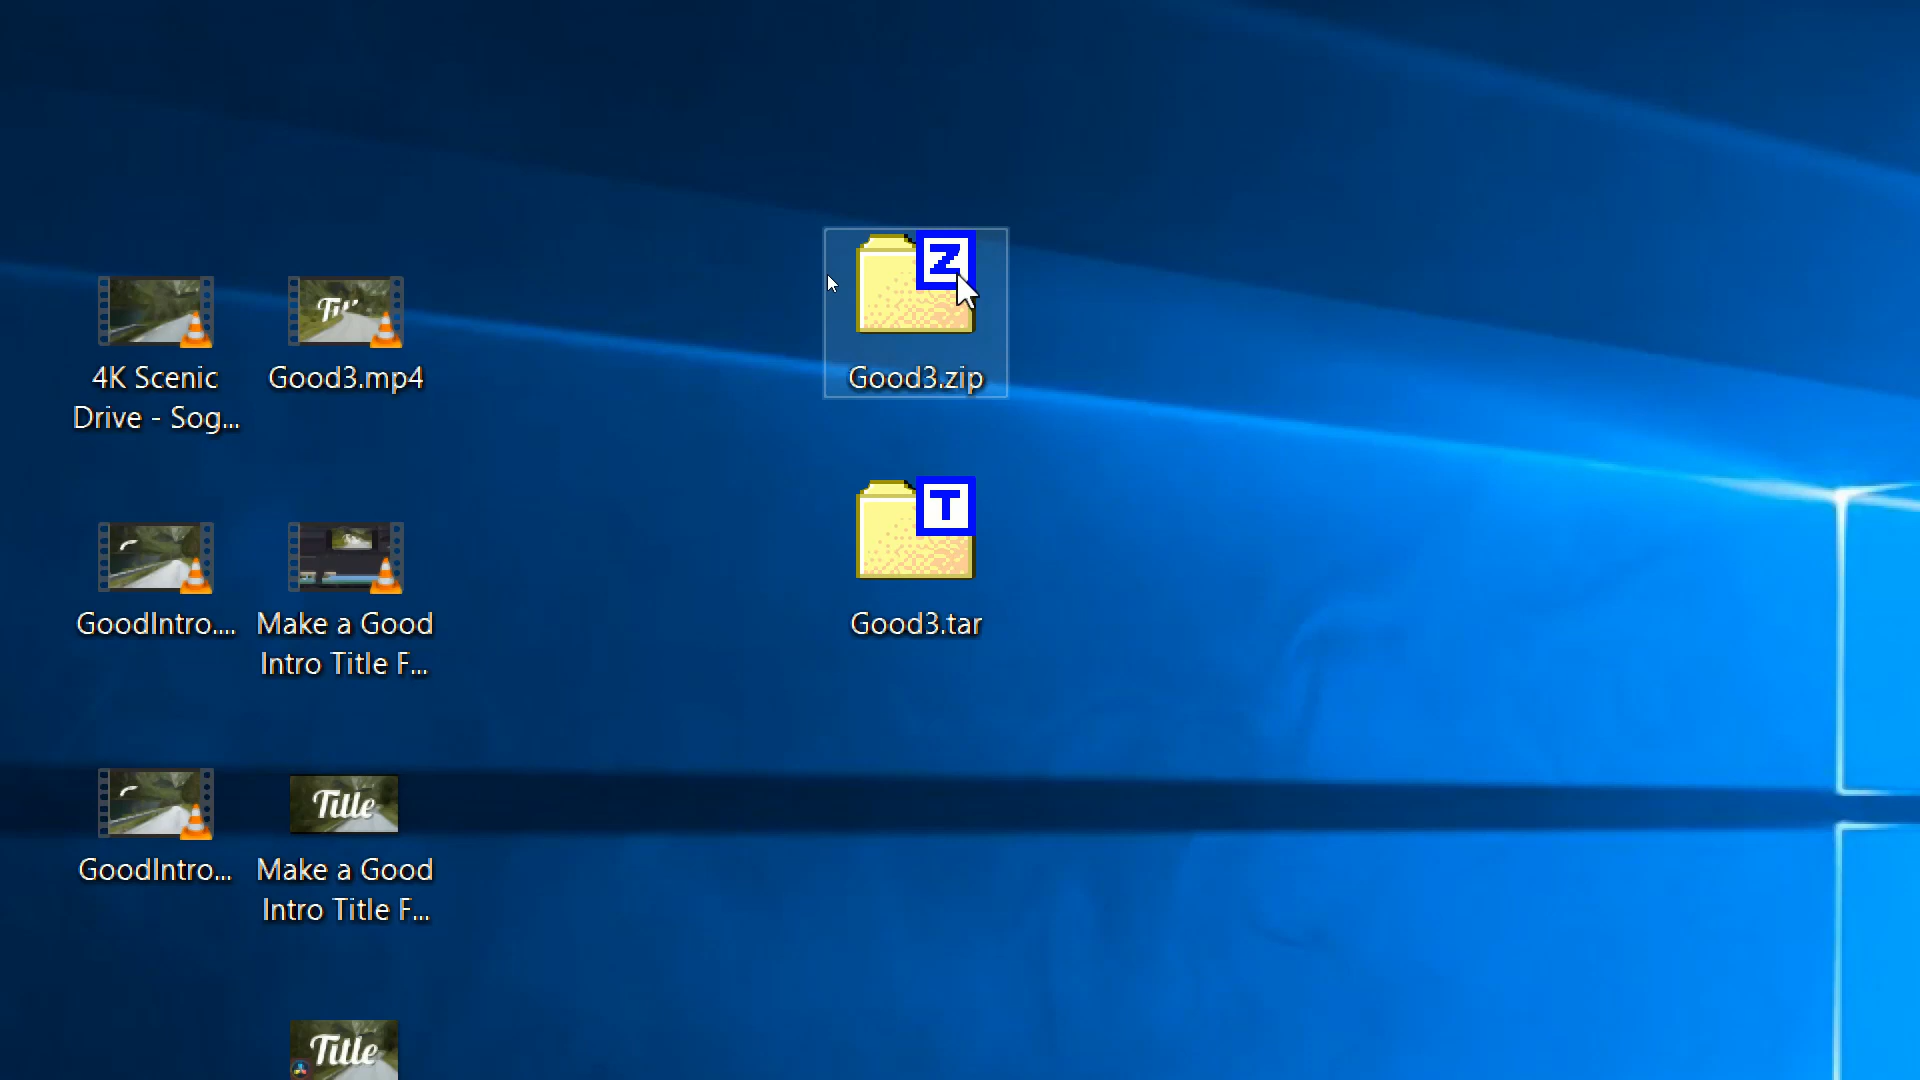 4K Scenic
Drive - Sog...
Good3.mp4
Z
Good3.zip
GoodIntro....
Make a Good
Intro Title F...
T
Good3.tar
GoodIntro...
Title
Make a Good
Intro Title F...
Title